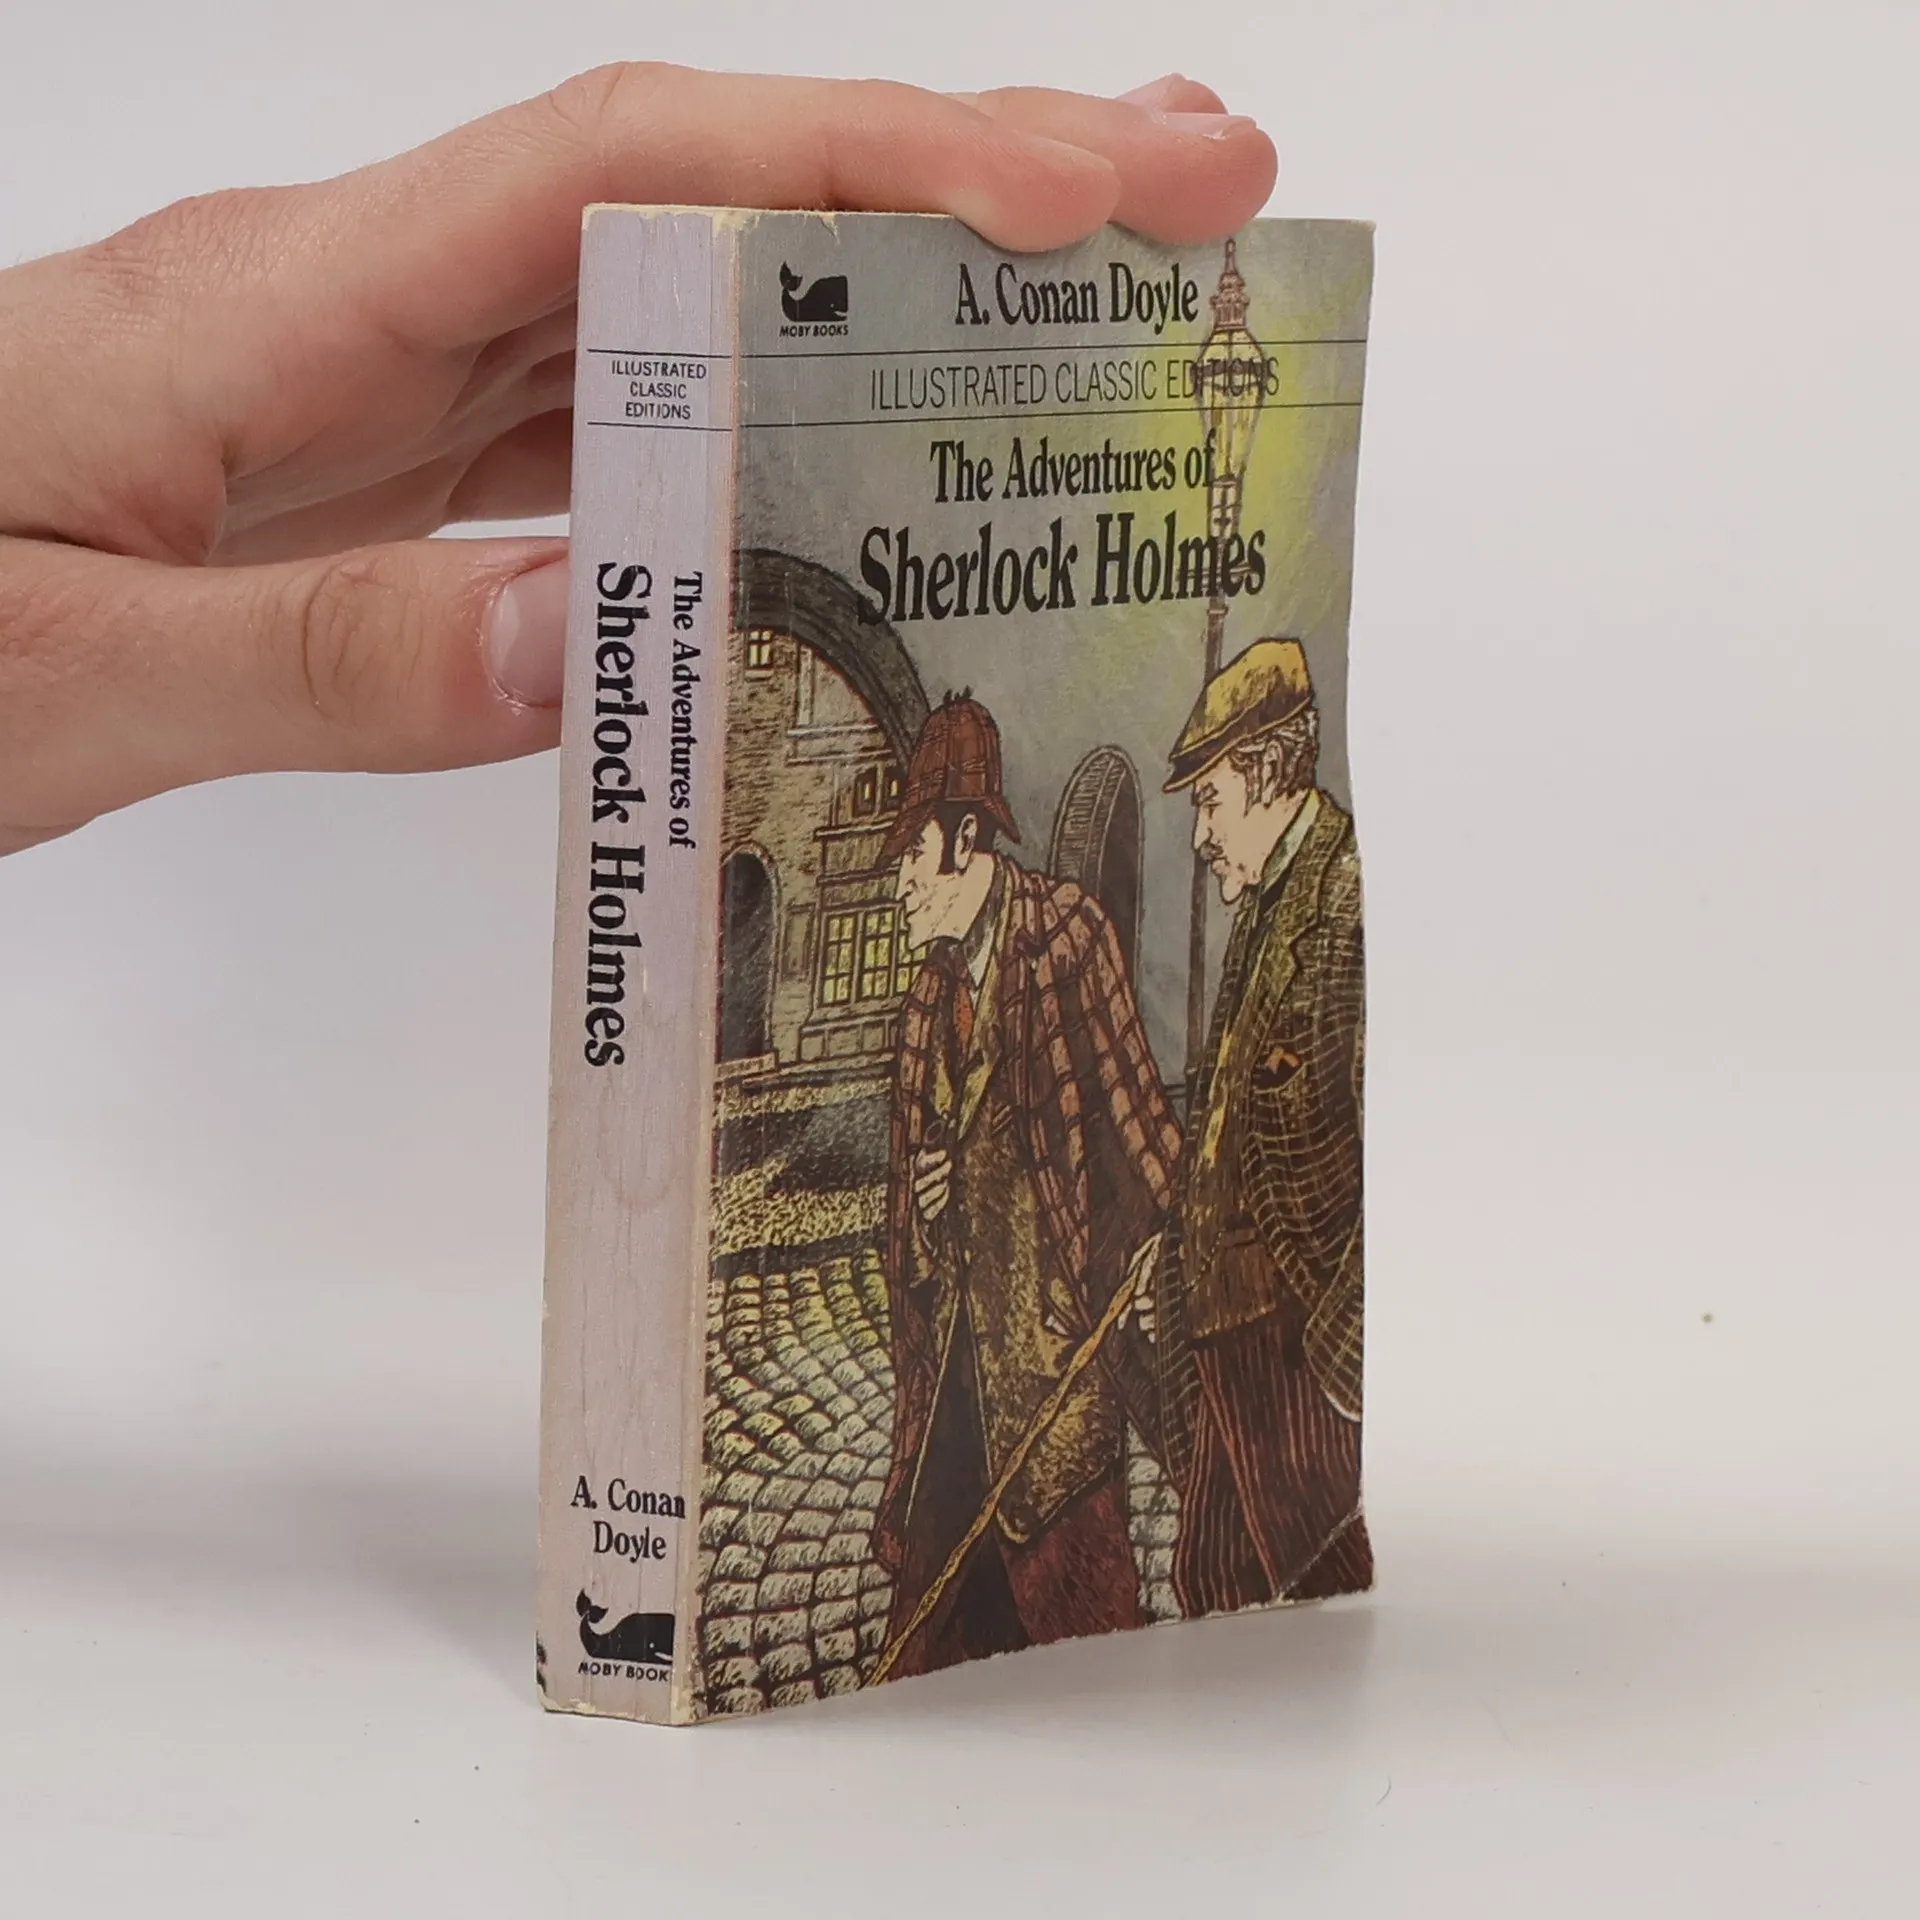 ILLUSTRATED
CLASSIC
EDITIONS
The Adventures of
Sherlock Holmes
A. Conan
Doyle
MOBY BOOK
MOBY BOOKS
A. Conan Doyle
ILLUSTRATED CLASSIC EDITIONS
The Adventures of
Sherlock Holmes